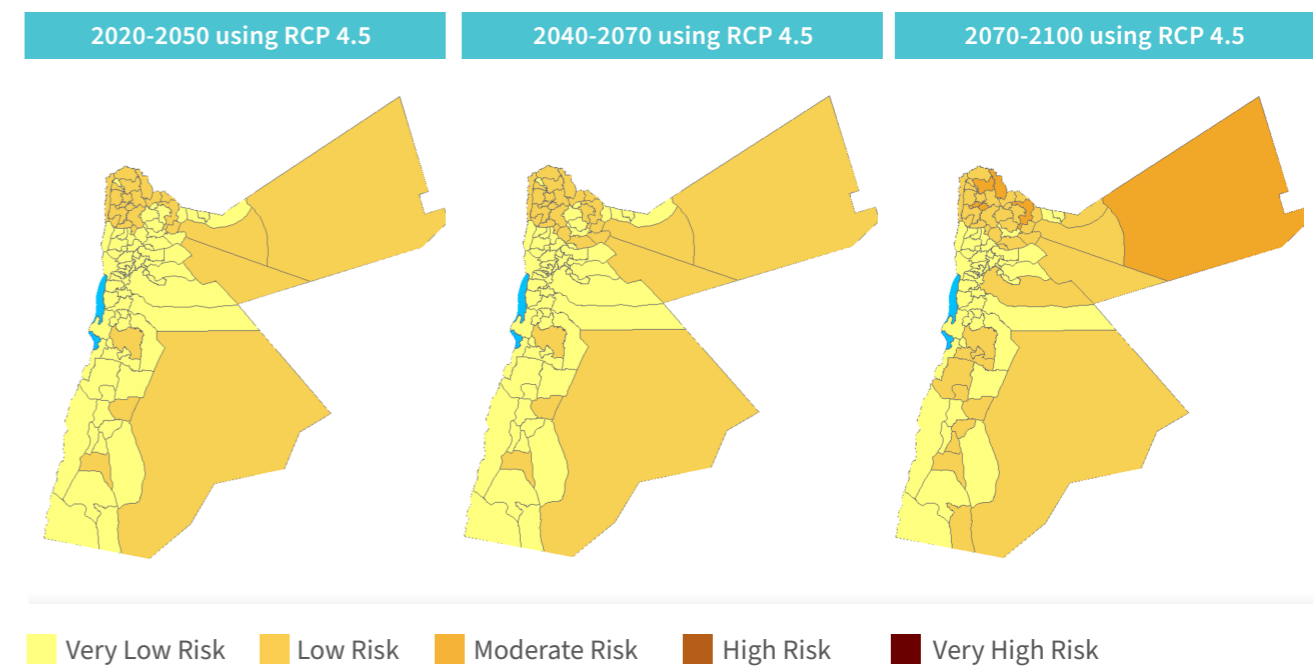 2020-2050 using RCP 4.5
2040-2070 using RCP 4.5
2070-2100 using RCP 4.5
Very Low Risk
Low Risk
Moderate Risk
High Risk
Very High Risk